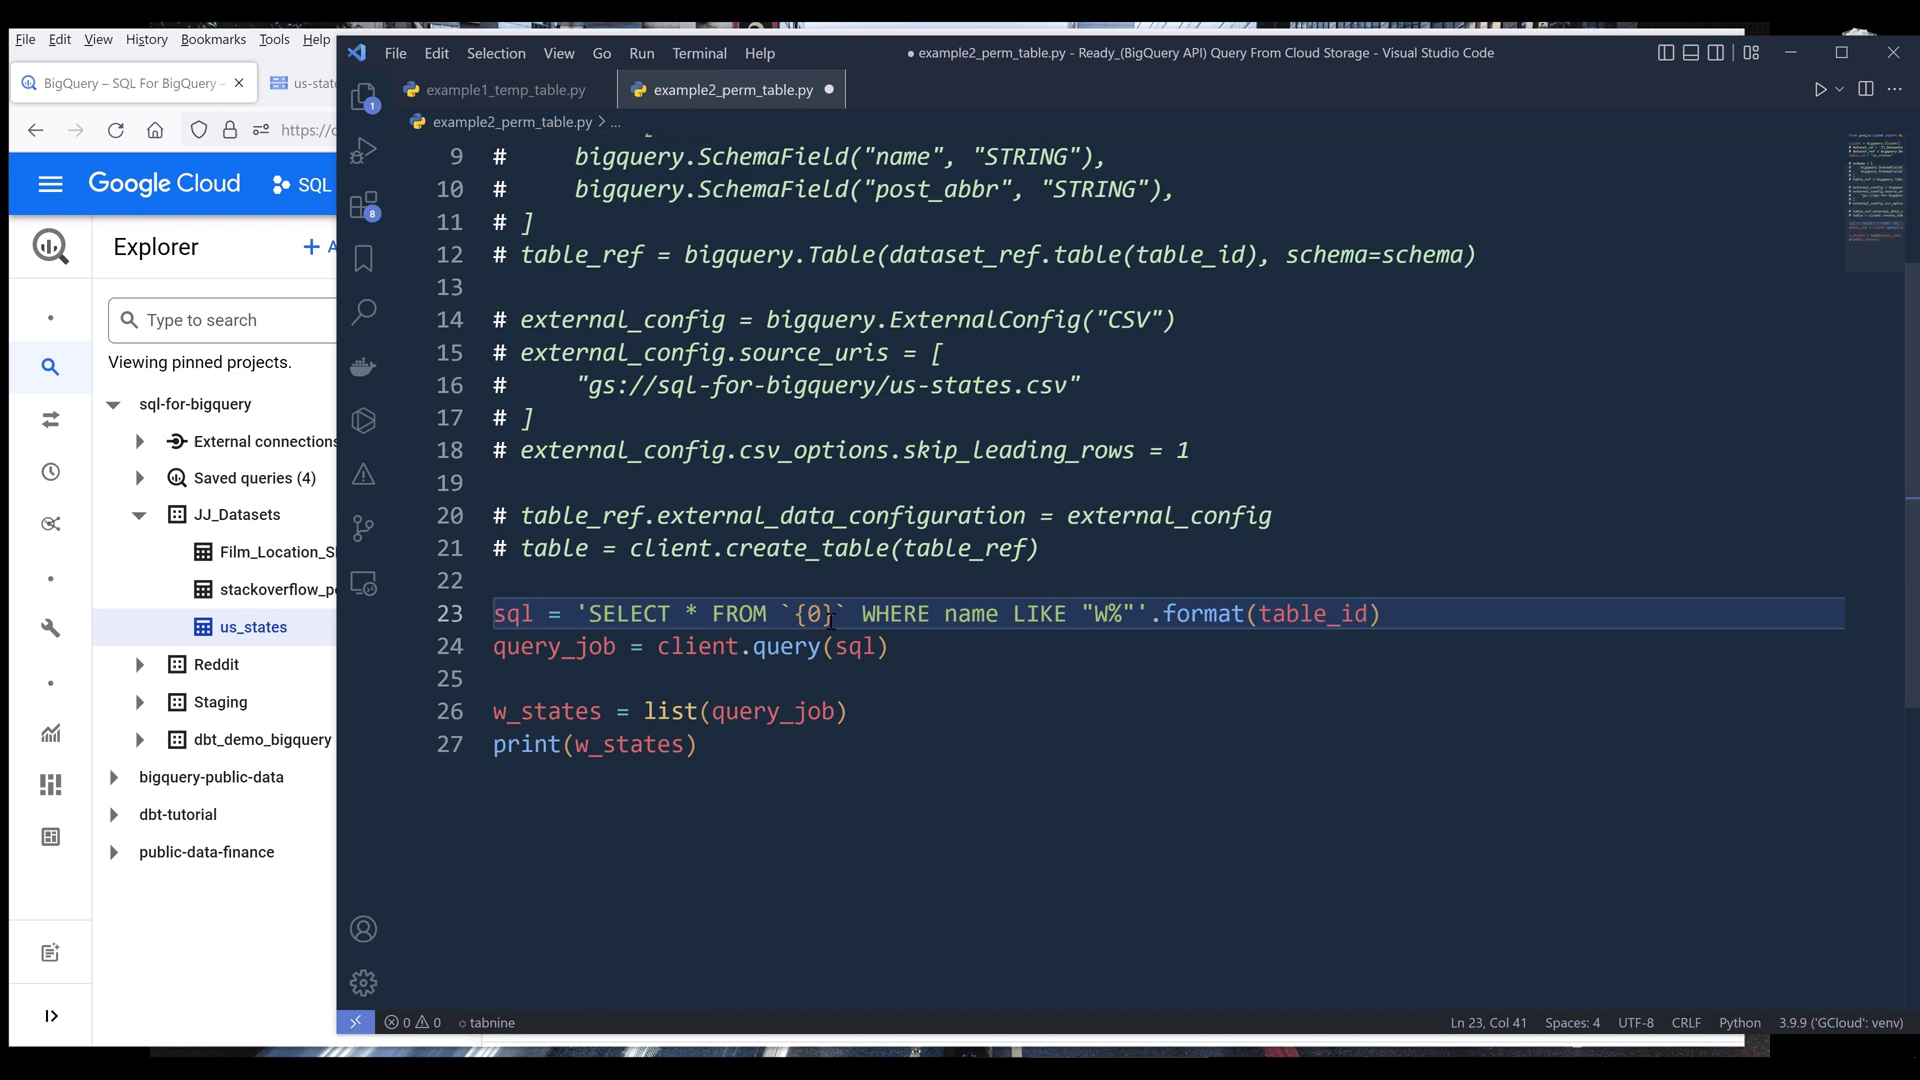 File Edit View History Bookmarks Tools Help
BigQuery – SQL For BigQuery –
us-state
https://c
Google Cloud
SQL
Explorer
+ A
Type to search
Viewing pinned projects.
sql-for-bigquery
External connections
Saved queries (4)
JJ_Datasets
Film_Location_S
stackoverflow_p
us_states
Reddit
Staging
dbt_demo_bigquery
bigquery-public-data
dbt-tutorial
public-data-finance
File Edit Selection View Go Run Terminal Help
● example2_perm_table.py - Ready_(BigQuery API) Query From Cloud Storage - Visual Studio Code
example1_temp_table.py
example2_perm_table.py
example2_perm_table.py > ...
1
8
9 #     bigquery.SchemaField("name", "STRING"),
10 #     bigquery.SchemaField("post_abbr", "STRING"),
11 # ]
12 # table_ref = bigquery.Table(dataset_ref.table(table_id), schema=schema)
13
14 # external_config = bigquery.ExternalConfig("CSV")
15 # external_config.source_uris = [
16 #     "gs://sql-for-bigquery/us-states.csv"
17 # ]
18 # external_config.csv_options.skip_leading_rows = 1
19
20 # table_ref.external_data_configuration = external_config
21 # table = client.create_table(table_ref)
22
23 sql = 'SELECT * FROM `{0}` WHERE name LIKE "W%"'.format(table_id)
24 query_job = client.query(sql)
25
26 w_states = list(query_job)
27 print(w_states)
0 0 tabnine
Ln 23, Col 41 Spaces: 4 UTF-8 CRLF Python 3.9.9 ('GCloud': venv)